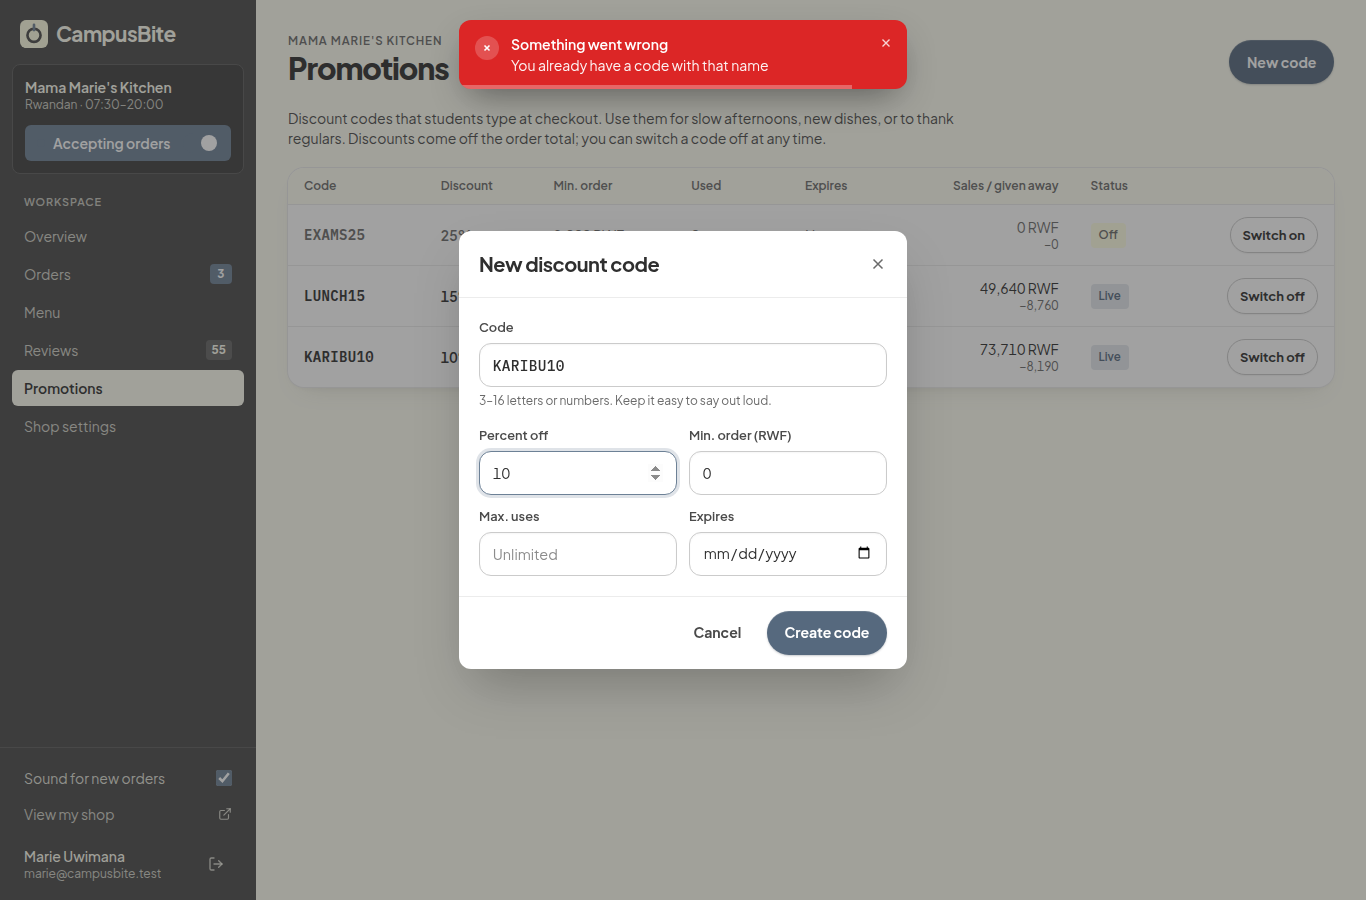 CampusBite
Mama Marie's Kitchen
Rwandan · 07:30–20:00
Accepting orders
WORKSPACE
Overview
Orders 3
Menu
Reviews 55
Promotions
Shop settings
Sound for new orders
View my shop
Marie Uwimana
marie@campusbite.test
MAMA MARIE'S KITCHEN
Promotions
New code
Something went wrong
You already have a code with that name
Discount codes that students type at checkout. Use them for slow afternoons, new dishes, or to thank
regulars. Discounts come off the order total; you can switch a code off at any time.
Code Discount Min. order Used Expires Sales / given away Status
EXAMS25 0 RWF Off Switch on
−0
LUNCH15 49,640 RWF Live Switch off
−8,760
KARIBU10 73,710 RWF Live Switch off
−8,190
New discount code
Code
KARIBU10
3–16 letters or numbers. Keep it easy to say out loud.
Percent off Min. order (RWF)
10 0
Max. uses Expires
Unlimited mm/dd/yyyy
Cancel Create code